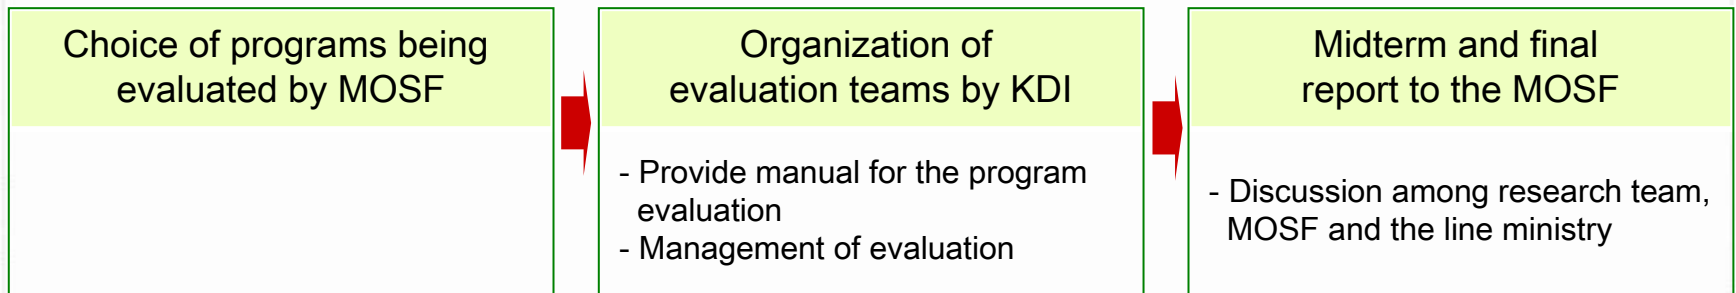 Choice of programs being
evaluated by MOSF
Organization of
evaluation teams by KDI
- Provide manual for the program
evaluation
- Management of evaluation
Midterm and final
report to the MOSF
- Discussion among research team,
MOSF and the line ministry